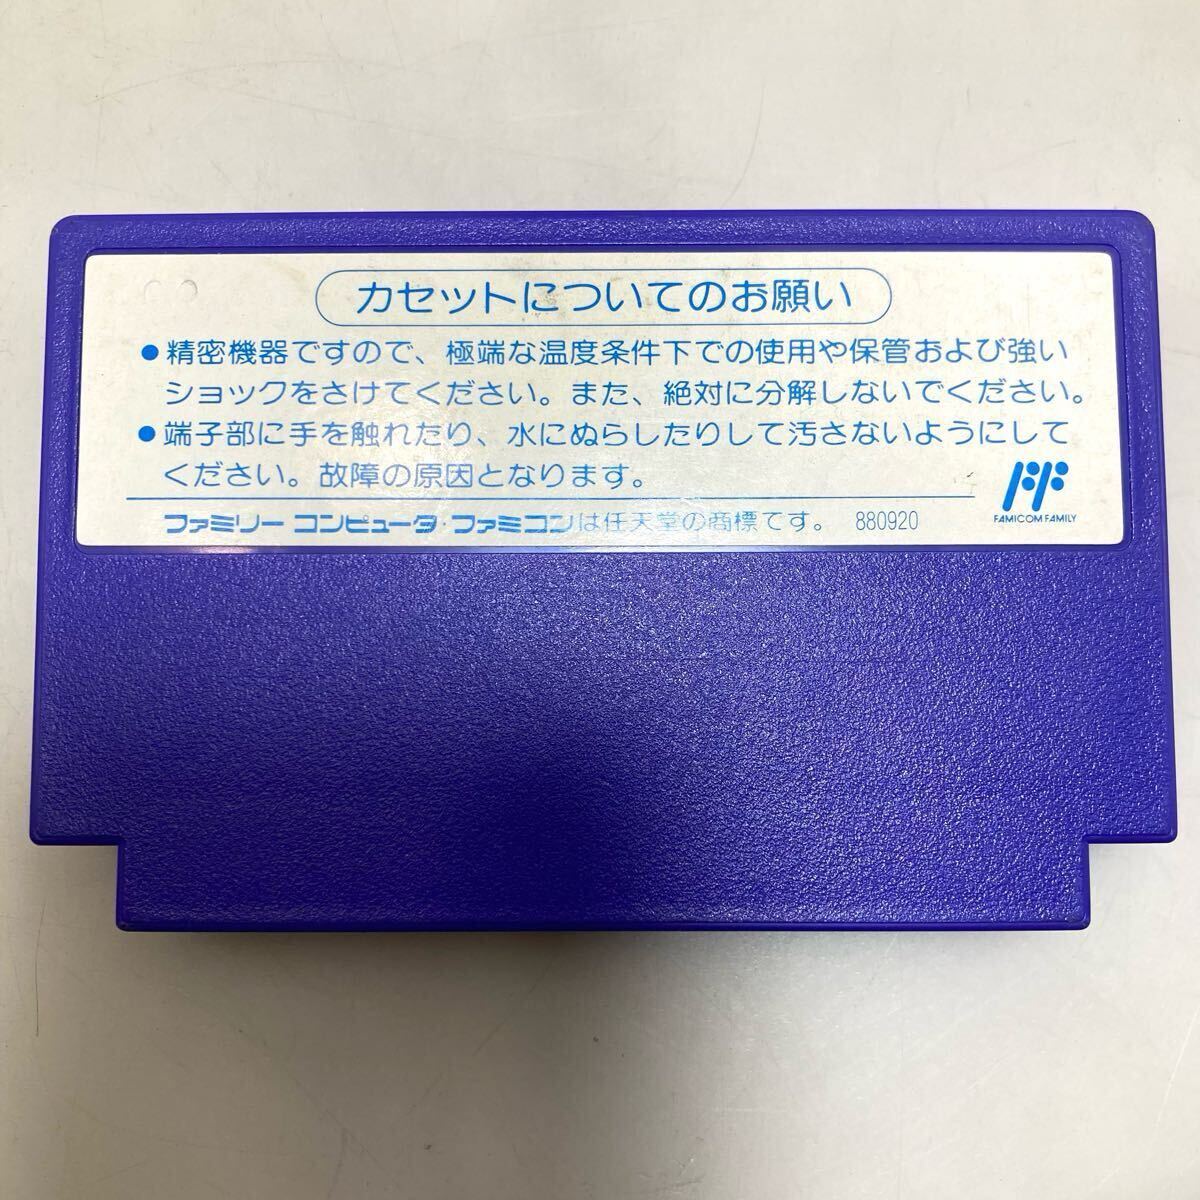 カセットについてのお願い
●精密機器ですので、極端な温度条件下での使用や保管および強い
ショックをさけてください。また、絶対に分解しないでください。
●端子部に手を触れたり、水にぬらしたりして汚さないようにして
ください。故障の原因となります。
ファミリー コンピュータ・ファミコンは任天堂の商標です。 880920
FAMICOM FAMILY